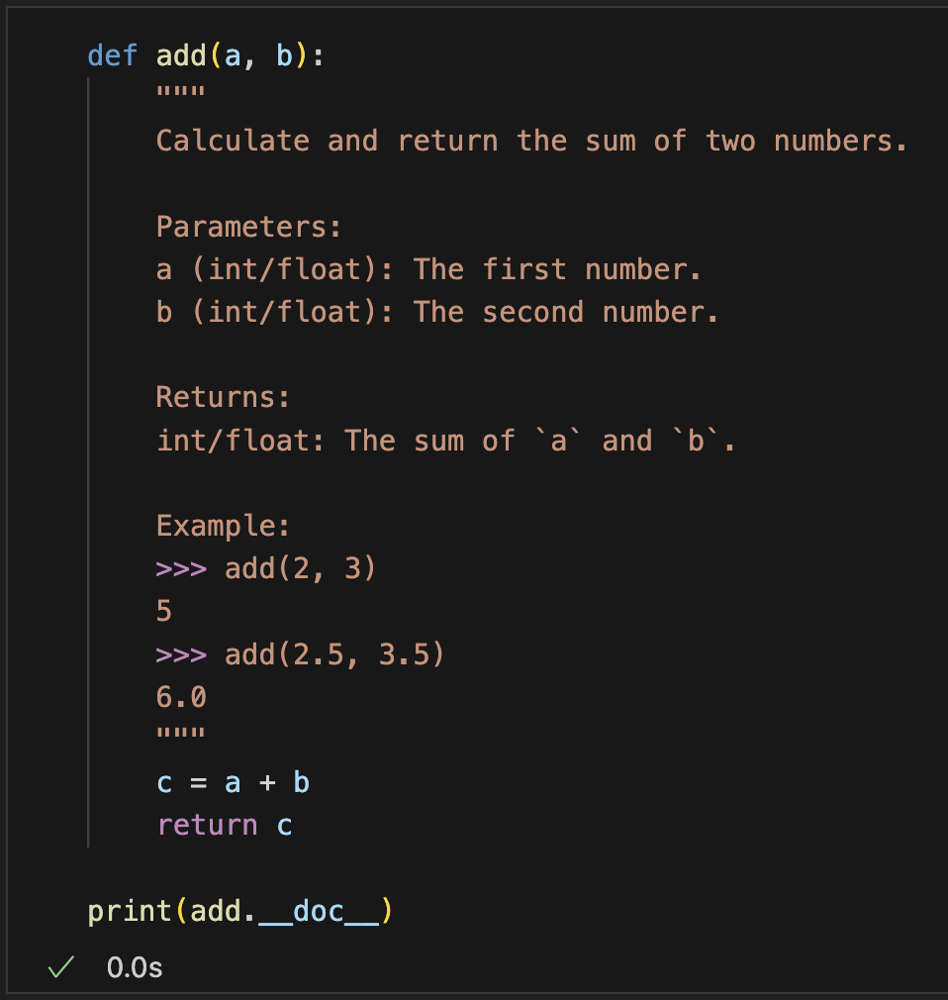 def add(a, b):
    """
    Calculate and return the sum of two numbers.

    Parameters:
    a (int/float): The first number.
    b (int/float): The second number.

    Returns:
    int/float: The sum of `a` and `b`.

    Example:
    >>> add(2, 3)
    5
    >>> add(2.5, 3.5)
    6.0
    """
    c = a + b
    return c

print(add.__doc__)
✓ 0.0s